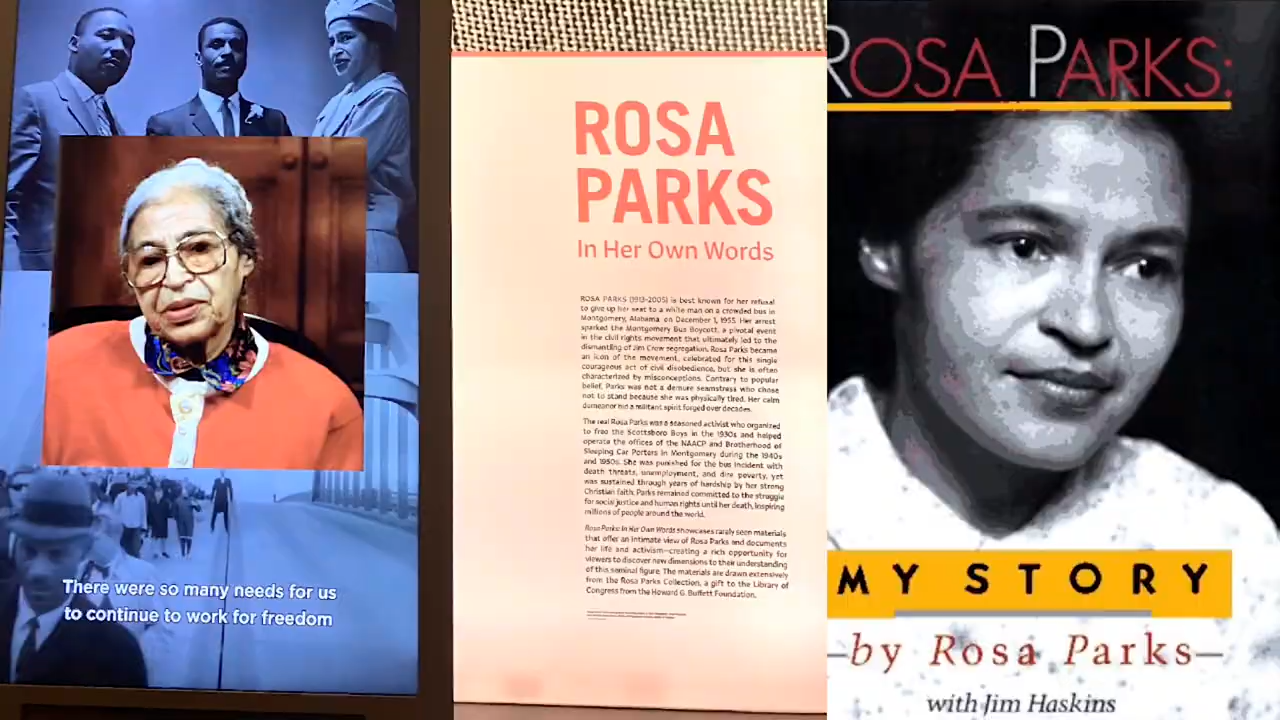 There were so many needs for us
to continue to work for freedom
ROSA
PARKS
In Her Own Words
ROSA PARKS (1913-2005) is best known for her refusal
to give up her seat to a white man on a crowded bus in
Montgomery, Alabama, on December 1, 1955. Her arrest
sparked the Montgomery Bus Boycott, a pivotal event
in the civil rights movement that ultimately led to the
dismantling of Jim Crow segregation. Rosa Parks became
an icon of the movement, celebrated for this single
courageous act of civil disobedience, but she is often
characterized by misconceptions. Contrary to popular
belief, Parks was not a demure seamstress who chose
not to stand because she was physically tired. Her calm
demeanor hid a militant spirit forged over decades.
The real Rosa Parks was a seasoned activist who organized
to free the Scottsboro Boys in the 1930s and helped
operate the offices of the NAACP and Brotherhood of
Sleeping Car Porters in Montgomery during the 1940s
and 1950s. She was punished for the bus incident with
death threats, unemployment, and dire poverty, yet
was sustained through years of hardship by her strong
Christian faith. Parks remained committed to the struggle
for social justice and human rights until her death, inspiring
millions of people around the world.
Rosa Parks: In Her Own Words showcases rarely seen materials
that offer an intimate view of Rosa Parks and documents
her life and activism—creating a rich opportunity for
viewers to discover new dimensions to their understanding
of this seminal figure. The materials are drawn extensively
from the Rosa Parks Collection, a gift to the Library of
Congress from the Howard G. Buffett Foundation.
ROSA PARKS:
MY STORY
—by Rosa Parks—
with Jim Haskins